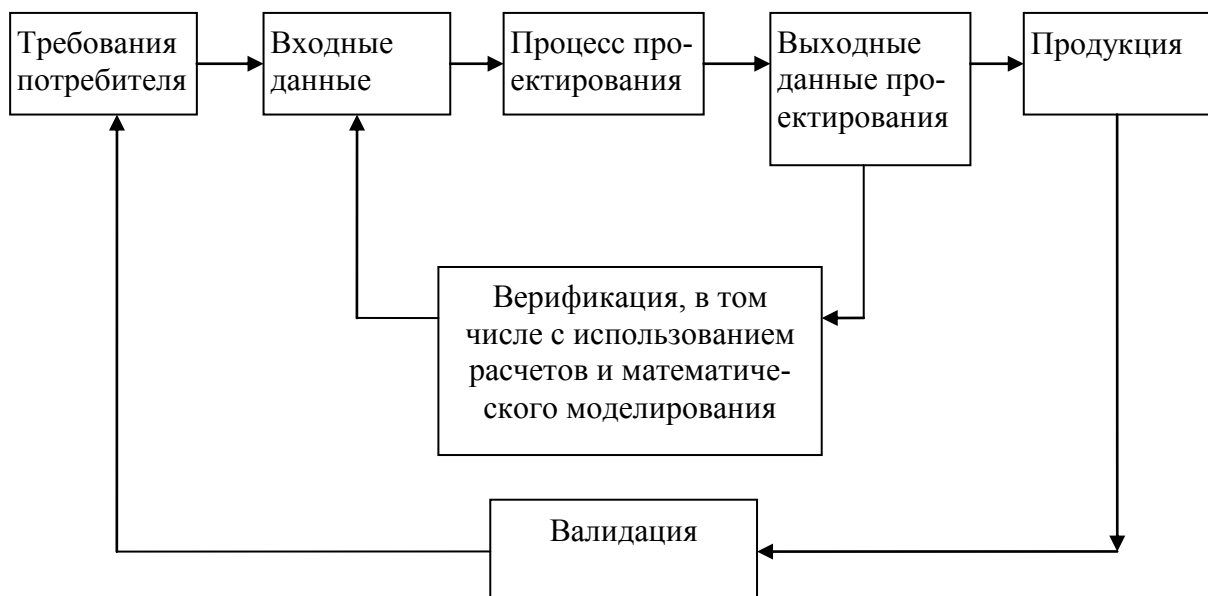 Требования
потребителя
Входные
данные
Процесс про-
ектирования
Выходные
данные про-
ектирования
Продукция
Верификация, в том
числе с использованием
расчетов и математиче-
ского моделирования
Валидация